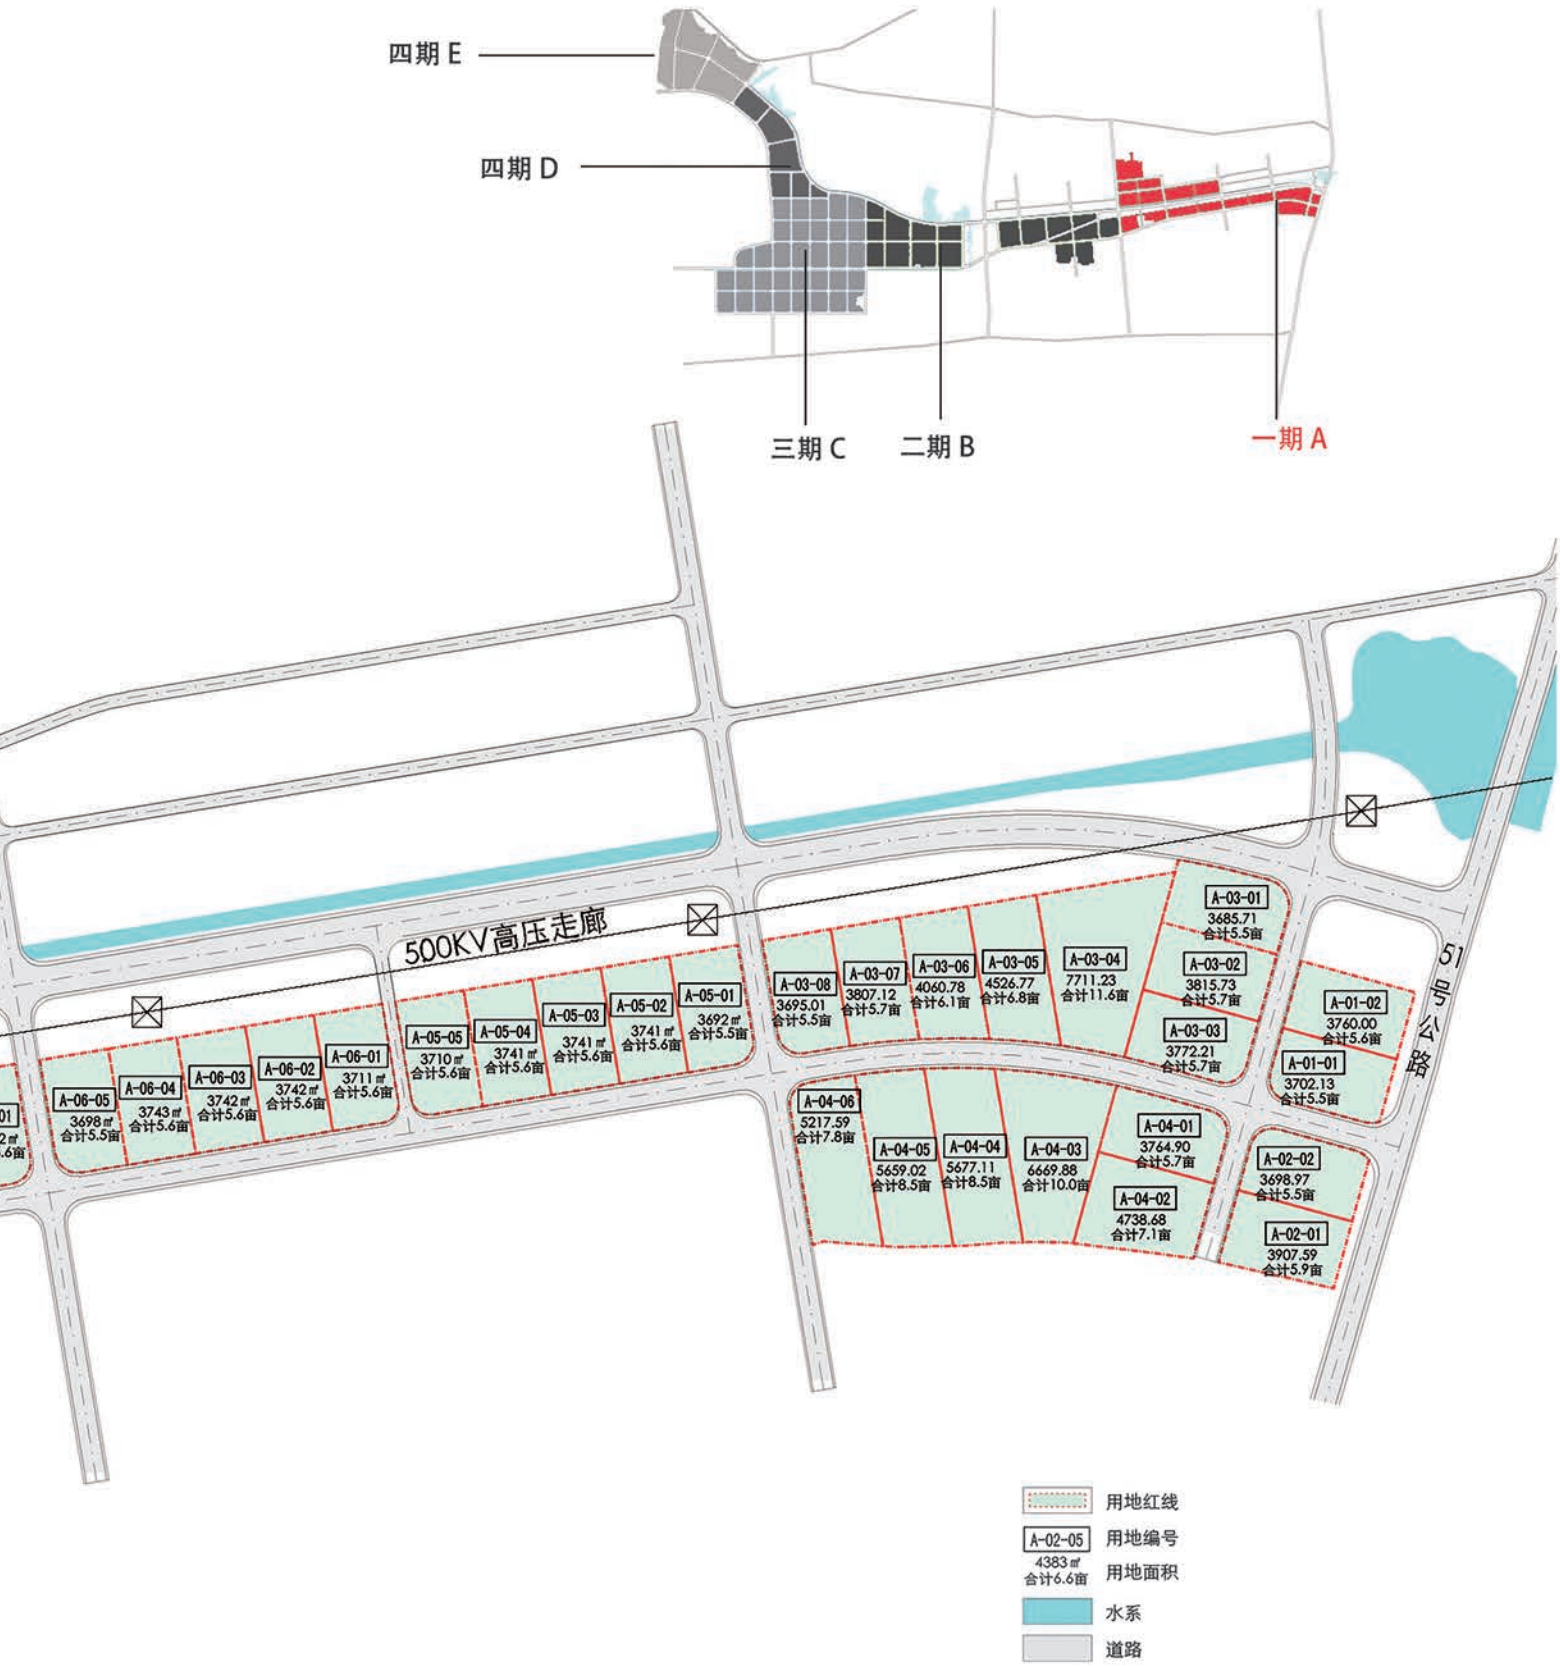 四期 E
四期 D
三期 C
二期 B
一期 A
500KV高压走廊
51号公路
A-03-01
3685.71
合计5.5亩
A-03-02
3815.73
合计5.7亩
A-03-03
3772.21
合计5.7亩
A-03-04
7711.23
合计11.6亩
A-03-05
4526.77
合计6.8亩
A-03-06
4060.78
合计6.1亩
A-03-07
3807.12
合计5.7亩
A-03-08
3695.01
合计5.5亩
A-01-02
3760.00
合计5.6亩
A-01-01
3702.13
合计5.5亩
A-05-01
3692㎡
合计5.5亩
A-05-02
3741㎡
合计5.6亩
A-05-03
3741㎡
合计5.6亩
A-05-04
3741㎡
合计5.6亩
A-05-05
3710㎡
合计5.6亩
A-06-01
3711㎡
合计5.6亩
A-06-02
3742㎡
合计5.6亩
A-06-03
3742㎡
合计5.6亩
A-06-04
3743㎡
合计5.6亩
A-06-05
3698㎡
合计5.5亩
01
2㎡
.6亩
A-04-06
5217.59
合计7.8亩
A-04-05
5659.02
合计8.5亩
A-04-04
5677.11
合计8.5亩
A-04-03
6669.88
合计10.0亩
A-04-01
3764.90
合计5.7亩
A-04-02
4738.68
合计7.1亩
A-02-02
3698.97
合计5.5亩
A-02-01
3907.59
合计5.9亩
用地红线
A-02-05 用地编号
4383㎡
合计6.6亩 用地面积
水系
道路